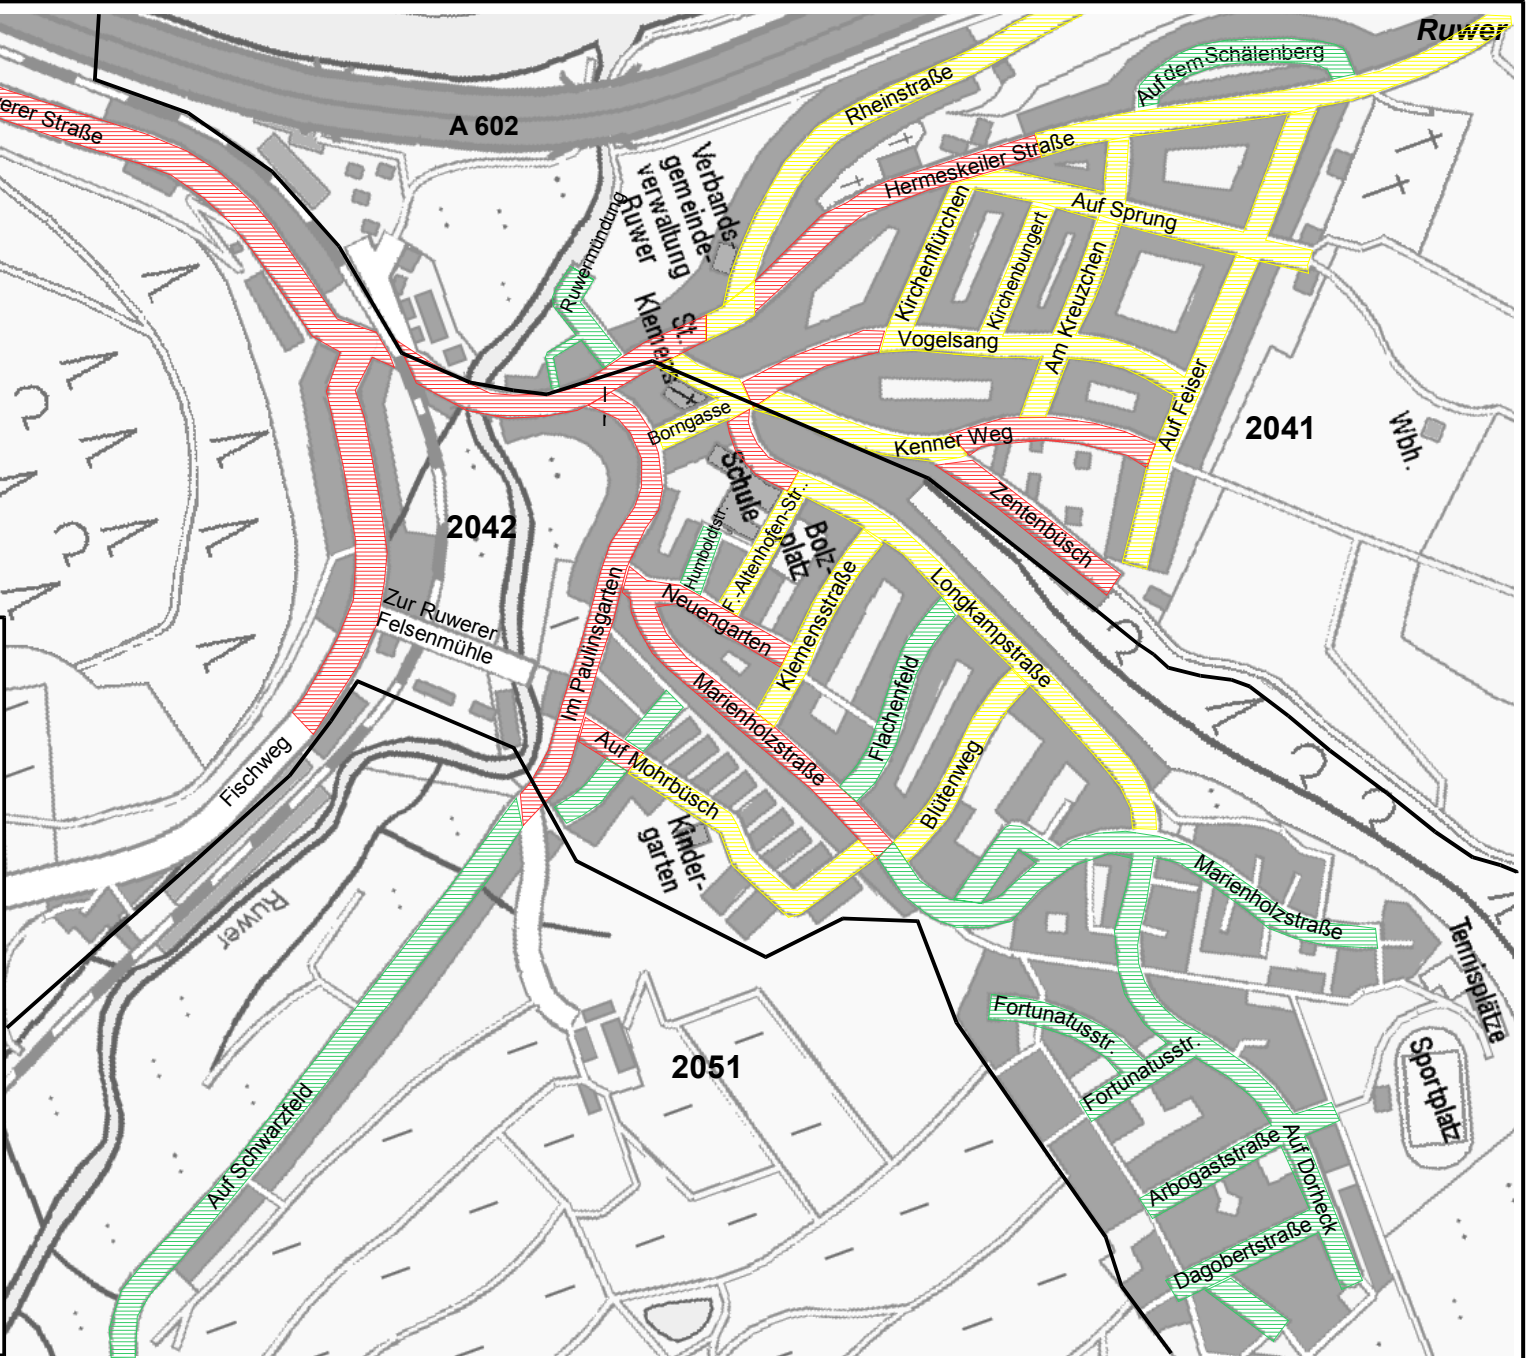 Ruwer
Auf dem Schälenberg
Rheinstraße
erer Straße
A 602
Verbands-
gemeinde-
verwaltung
Ruwer
Hermeskeiler Straße
Ruwermündung
Auf Sprung
Kirchenflürchen
Kirchenbungert
Am Kreuzchen
St.
Klemens
Vogelsang
Auf Feiser
Borngasse
Kenner Weg
2041
Wbh.
Schule
Zentenbüsch
2042
F.-Altenhofen-Str..
Bolz-
platz
Humboldtstr.
Klemensstraße
Longkampstraße
Neuengarten
Zur Ruwerer
Felsenmühle
Im Paulinsgarten
Marienholzstraße
Flachenfeld
Fischweg
Auf Mohrbüsch
Blütenweg
Kinder-
garten
Marienholzstraße
Ruwer
Tennisplätze
Fortunatusstr.
Fortunatusstr.
Sportplatz
2051
Auf Schwarzfeld
Arbogaststraße
Auf Dorheck
Dagobertstraße